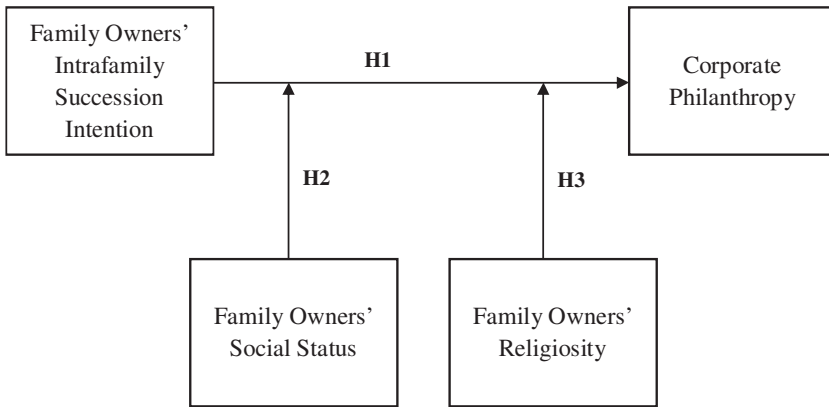 Family Owners'
Intrafamily
Succession
Intention
H1
Corporate
Philanthropy
H2
H3
Family Owners'
Social Status
Family Owners'
Religiosity